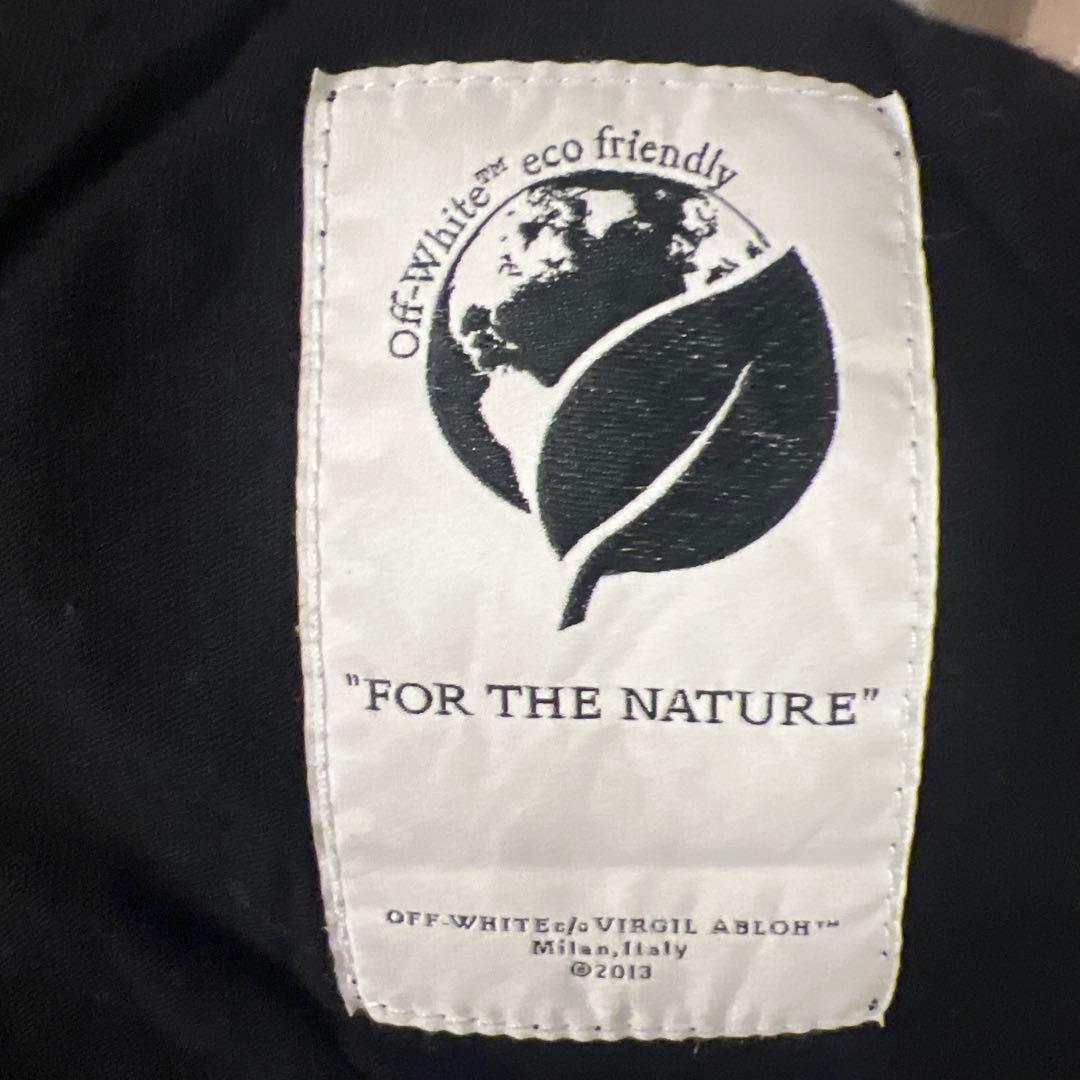 Off-White™ eco friendly
"FOR THE NATURE"
OFF-WHITE c/o VIRGIL ABLOH™
Milan, Italy
©2013